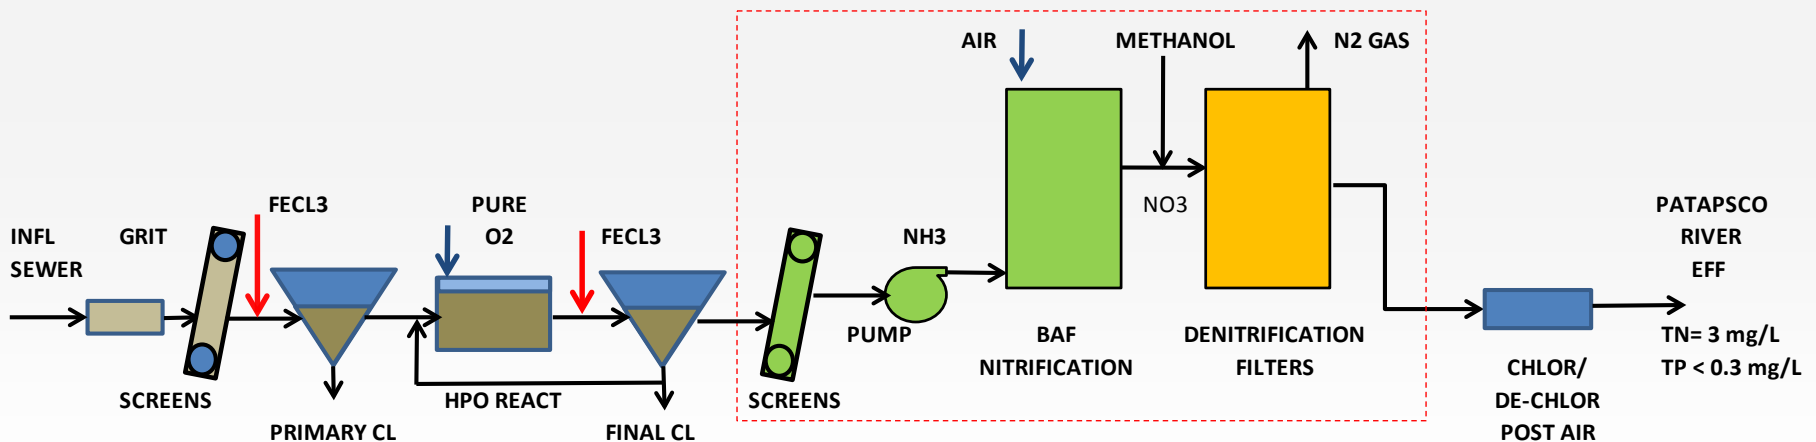 INFL
SEWER
GRIT
SCREENS
FECL3
PRIMARY CL
PURE
O2
HPO REACT
FECL3
FINAL CL
SCREENS
PUMP
NH3
AIR
BAF
NITRIFICATION
METHANOL
NO3
N2 GAS
DENITRIFICATION
FILTERS
CHLOR/
DE-CHLOR
POST AIR
PATAPSCO
RIVER
EFF
TN= 3 mg/L
TP < 0.3 mg/L